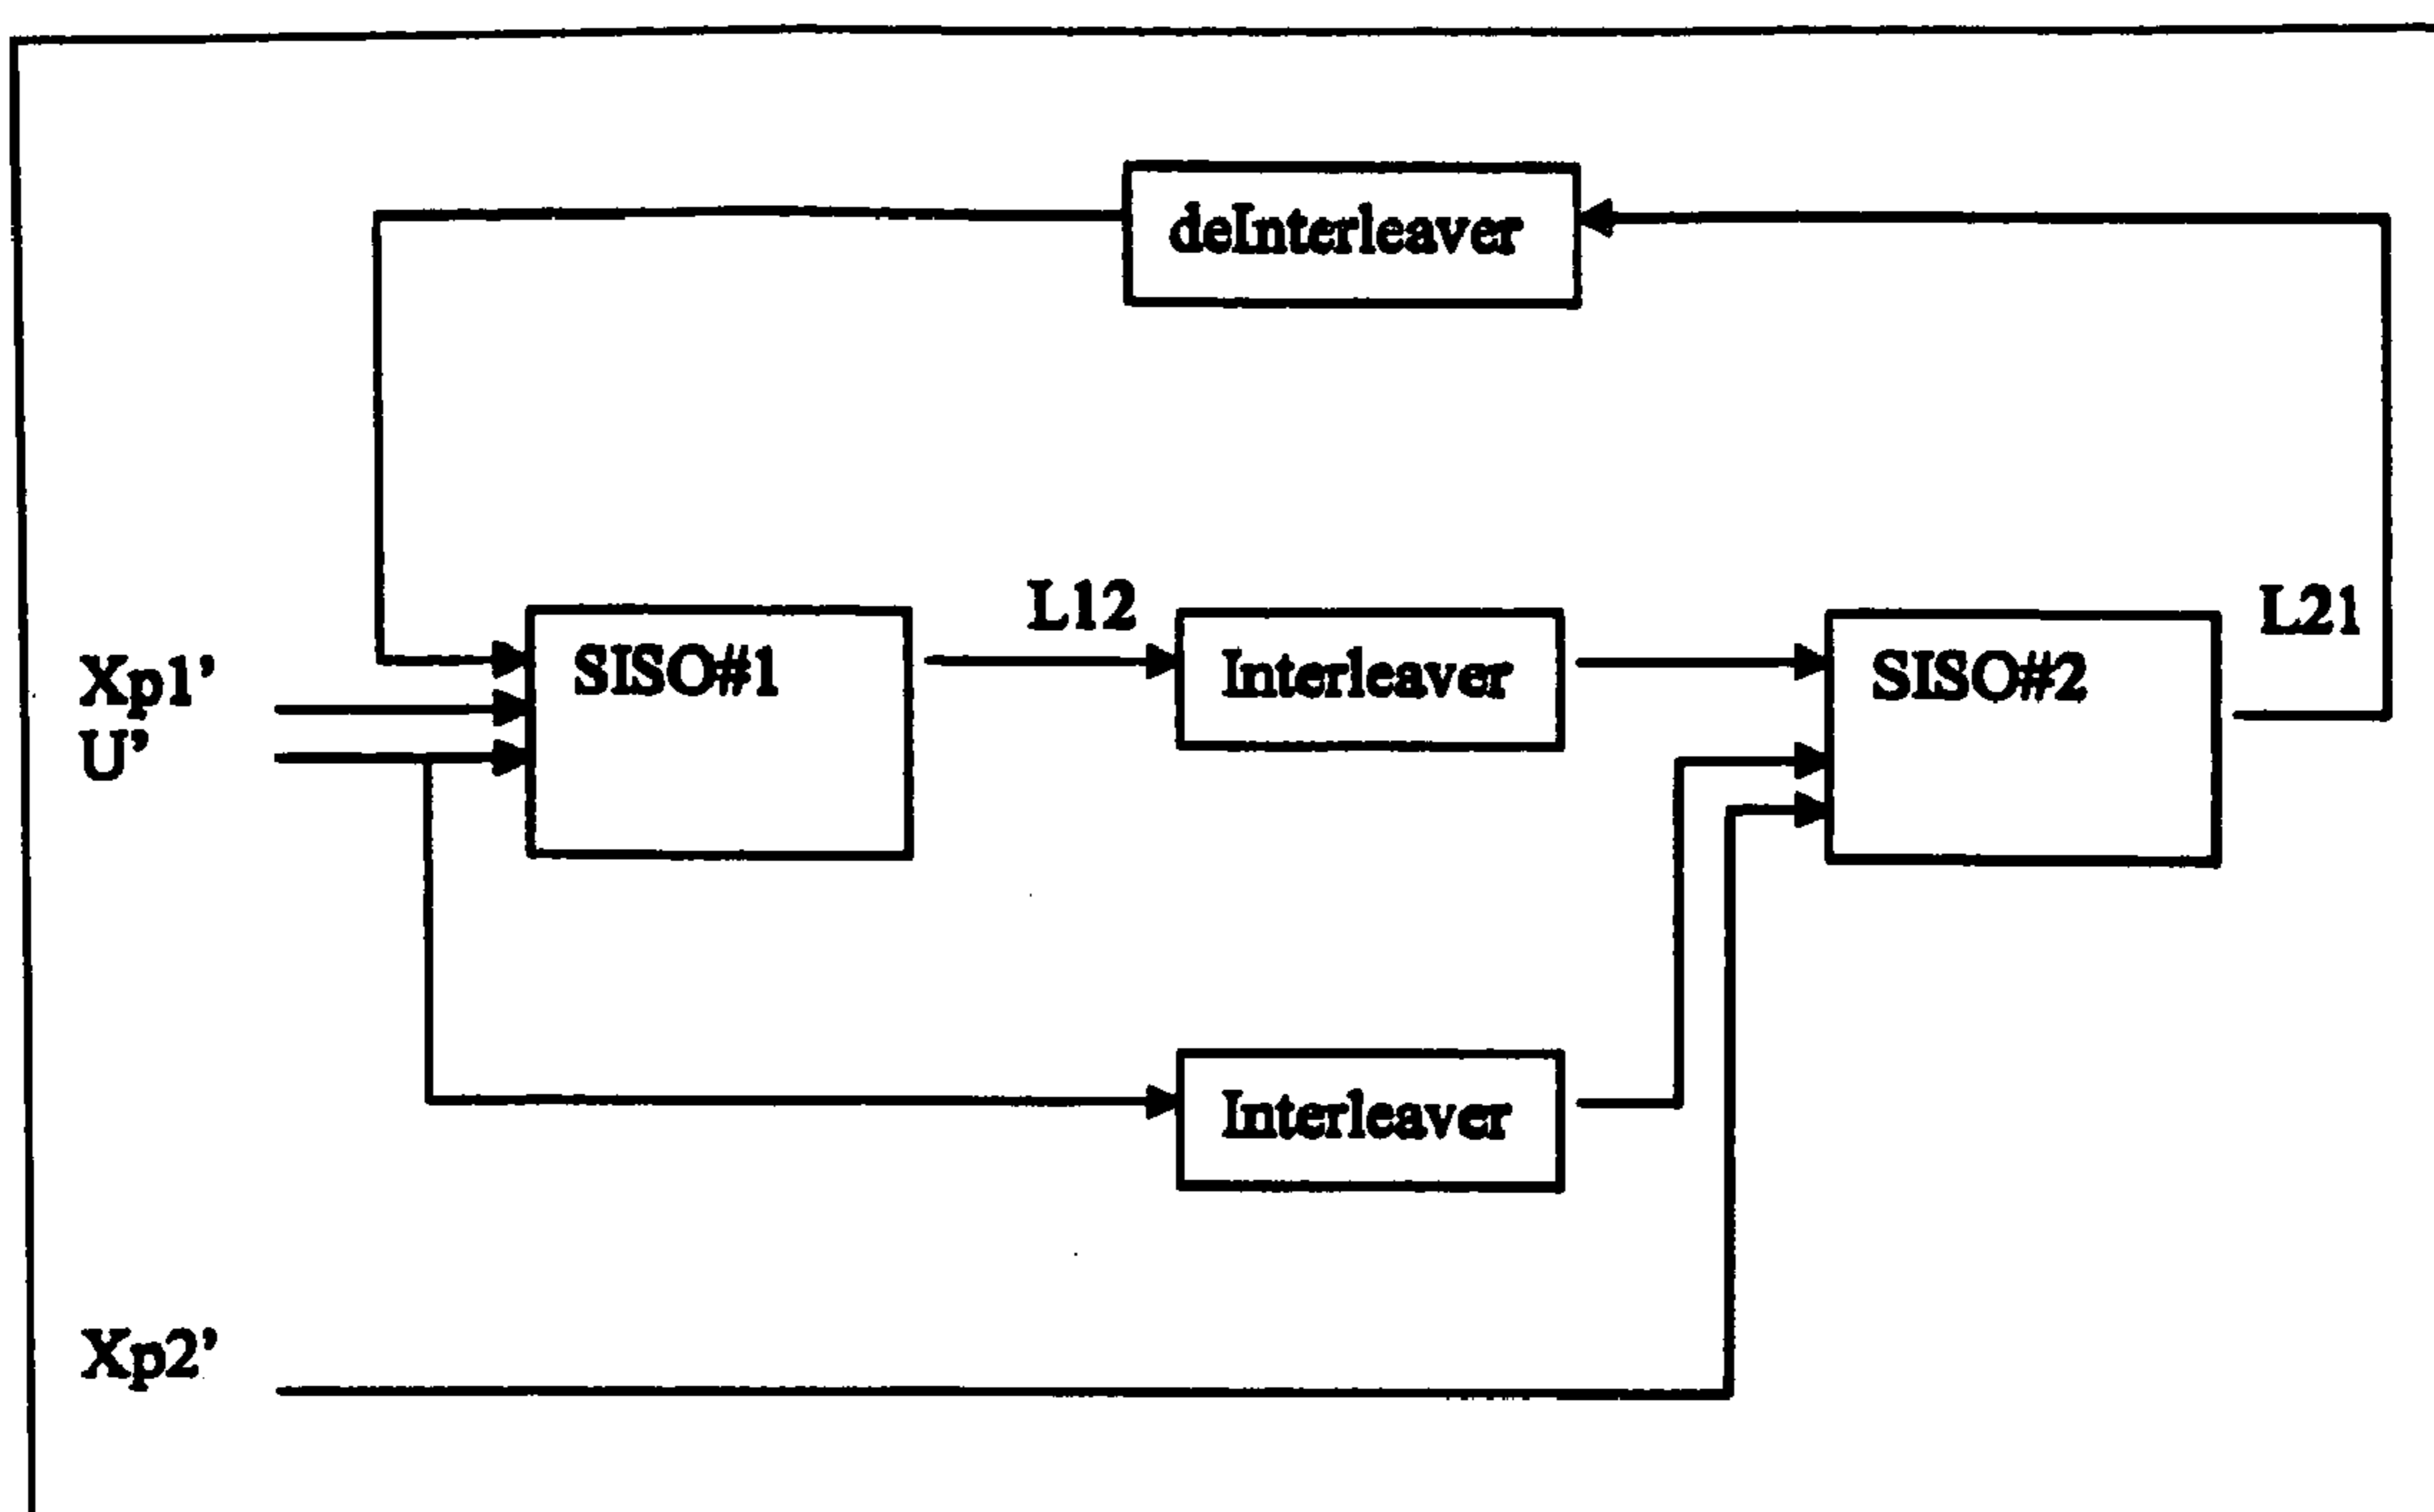 deInterleaver
L12
L21
Xp1'
U'
SISO#1
Interleaver
SISO#2
Interleaver
Xp2'